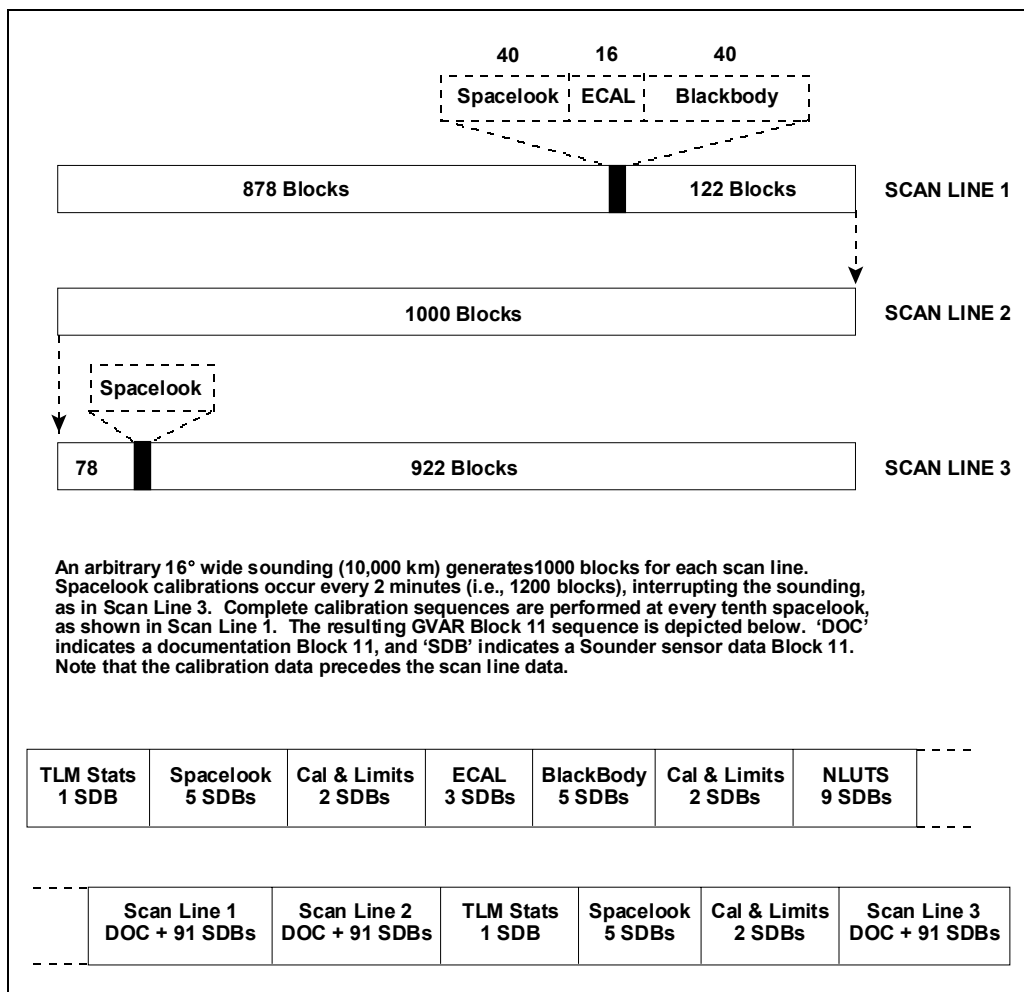 40 16 40
Spacelook ECAL Blackbody
878 Blocks 122 Blocks SCAN LINE 1
1000 Blocks SCAN LINE 2
Spacelook
78 922 Blocks SCAN LINE 3
An arbitrary 16° wide sounding (10,000 km) generates1000 blocks for each scan line.
Spacelook calibrations occur every 2 minutes (i.e., 1200 blocks), interrupting the sounding,
as in Scan Line 3. Complete calibration sequences are performed at every tenth spacelook,
as shown in Scan Line 1. The resulting GVAR Block 11 sequence is depicted below. ‘DOC’
indicates a documentation Block 11, and ‘SDB’ indicates a Sounder sensor data Block 11.
Note that the calibration data precedes the scan line data.
TLM Stats Spacelook Cal & Limits ECAL BlackBody Cal & Limits NLUTS
1 SDB 5 SDBs 2 SDBs 3 SDBs 5 SDBs 2 SDBs 9 SDBs
Scan Line 1 Scan Line 2 TLM Stats Spacelook Cal & Limits Scan Line 3
DOC + 91 SDBs DOC + 91 SDBs 1 SDB 5 SDBs 2 SDBs DOC + 91 SDBs